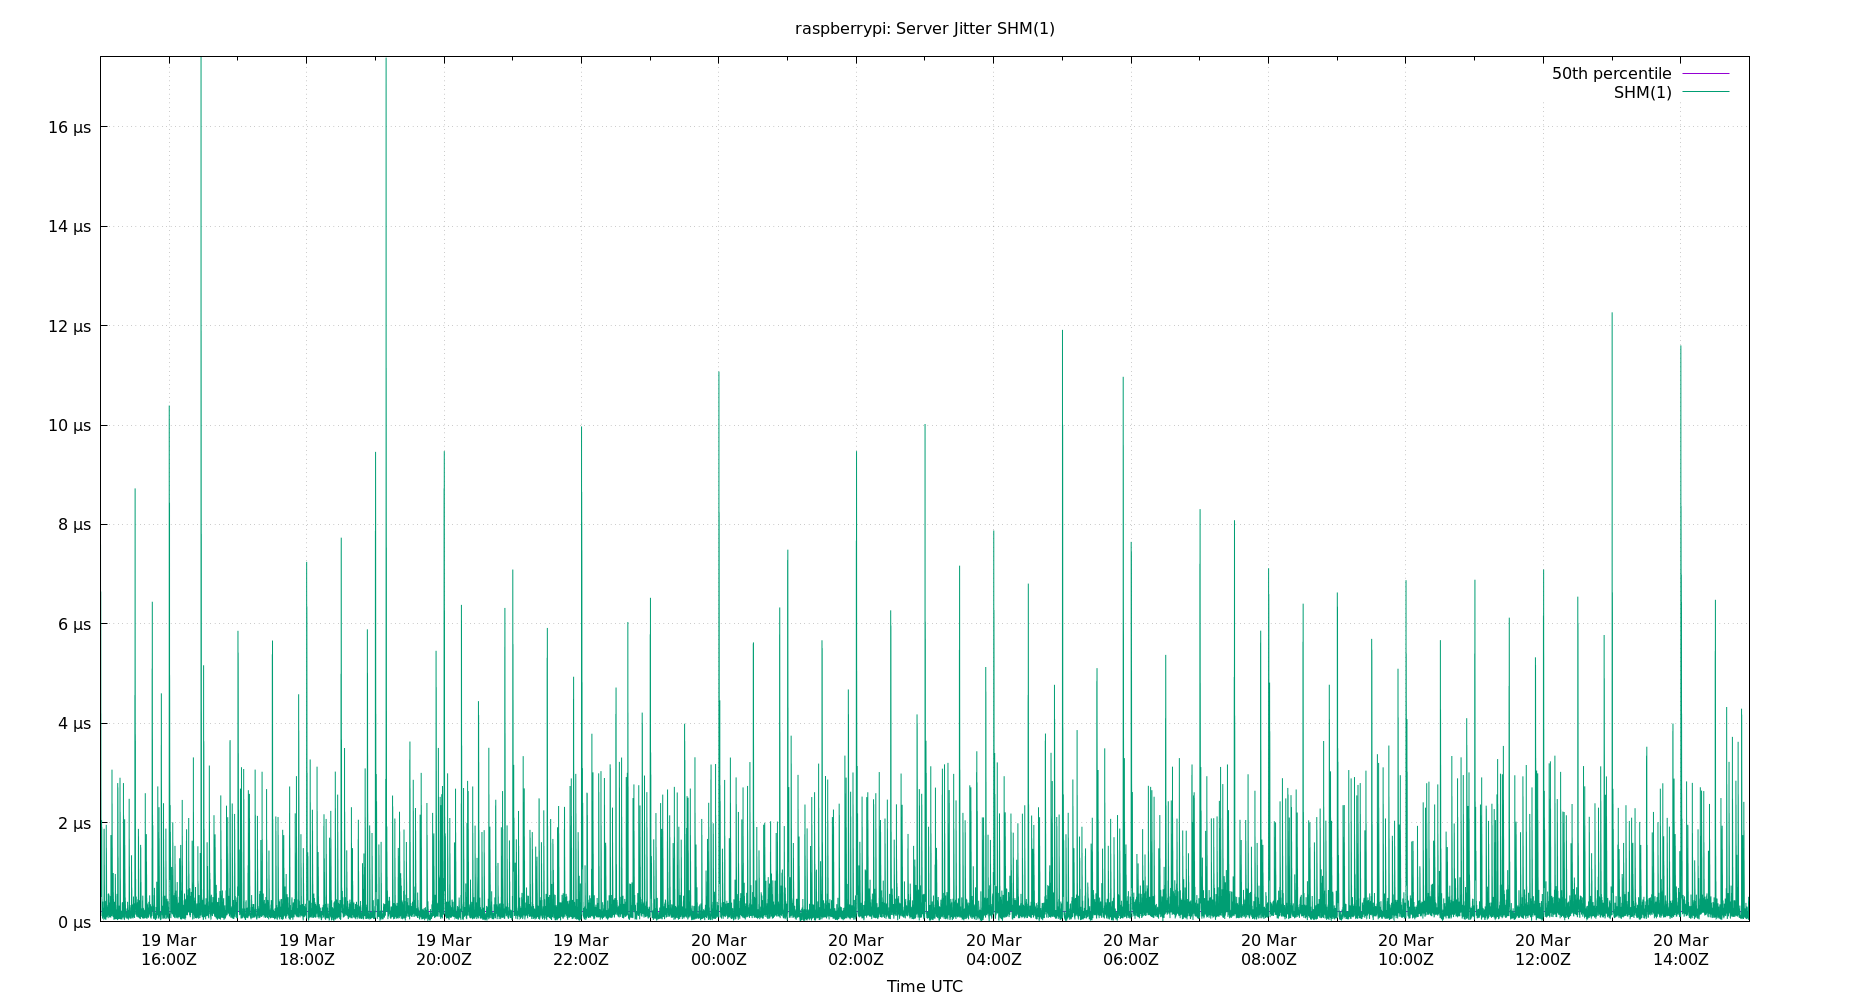 raspberrypi: Server Jitter SHM(1)
50th percentile
SHM(1)
16 µs
14 µs
12 µs
10 µs
8 µs
6 µs
4 µs
2 µs
0 µs
19 Mar 19 Mar 19 Mar 19 Mar 20 Mar 20 Mar 20 Mar 20 Mar 20 Mar 20 Mar 20 Mar 20 Mar
16:00Z 18:00Z 20:00Z 22:00Z 00:00Z 02:00Z 04:00Z 06:00Z 08:00Z 10:00Z 12:00Z 14:00Z
Time UTC